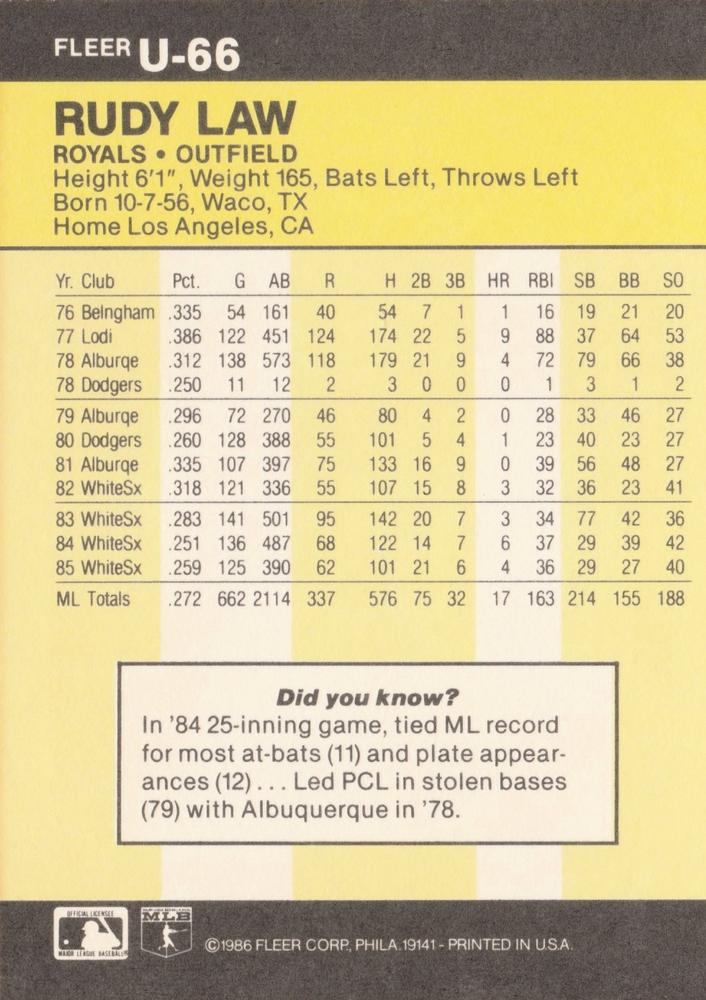 FLEER U-66
RUDY LAW
ROYALS • OUTFIELD
Height 6'1", Weight 165, Bats Left, Throws Left
Born 10-7-56, Waco, TX
Home Los Angeles, CA
Yr. Club Pct. G AB R H 2B 3B HR RBI SB BB SO
76 Belngham .335 54 161 40 54 7 1 1 16 19 21 20
77 Lodi .386 122 451 124 174 22 5 9 88 37 64 53
78 Alburqe .312 138 573 118 179 21 9 4 72 79 66 38
78 Dodgers .250 11 12 2 3 0 0 0 1 3 1 2
79 Alburqe .296 72 270 46 80 4 2 0 28 33 46 27
80 Dodgers .260 128 388 55 101 5 4 1 23 40 23 27
81 Alburqe .335 107 397 75 133 16 9 0 39 56 48 27
82 WhiteSx .318 121 336 55 107 15 8 3 32 36 23 41
83 WhiteSx .283 141 501 95 142 20 7 3 34 77 42 36
84 WhiteSx .251 136 487 68 122 14 7 6 37 29 39 42
85 WhiteSx .259 125 390 62 101 21 6 4 36 29 27 40
ML Totals .272 662 2114 337 576 75 32 17 163 214 155 188
Did you know?
In '84 25-inning game, tied ML record
for most at-bats (11) and plate appear-
ances (12) . . . Led PCL in stolen bases
(79) with Albuquerque in '78.
OFFICIAL LICENSEE
MAJOR LEAGUE BASEBALL
MLB
©1986 FLEER CORP., PHILA. 19141 - PRINTED IN U.S.A.